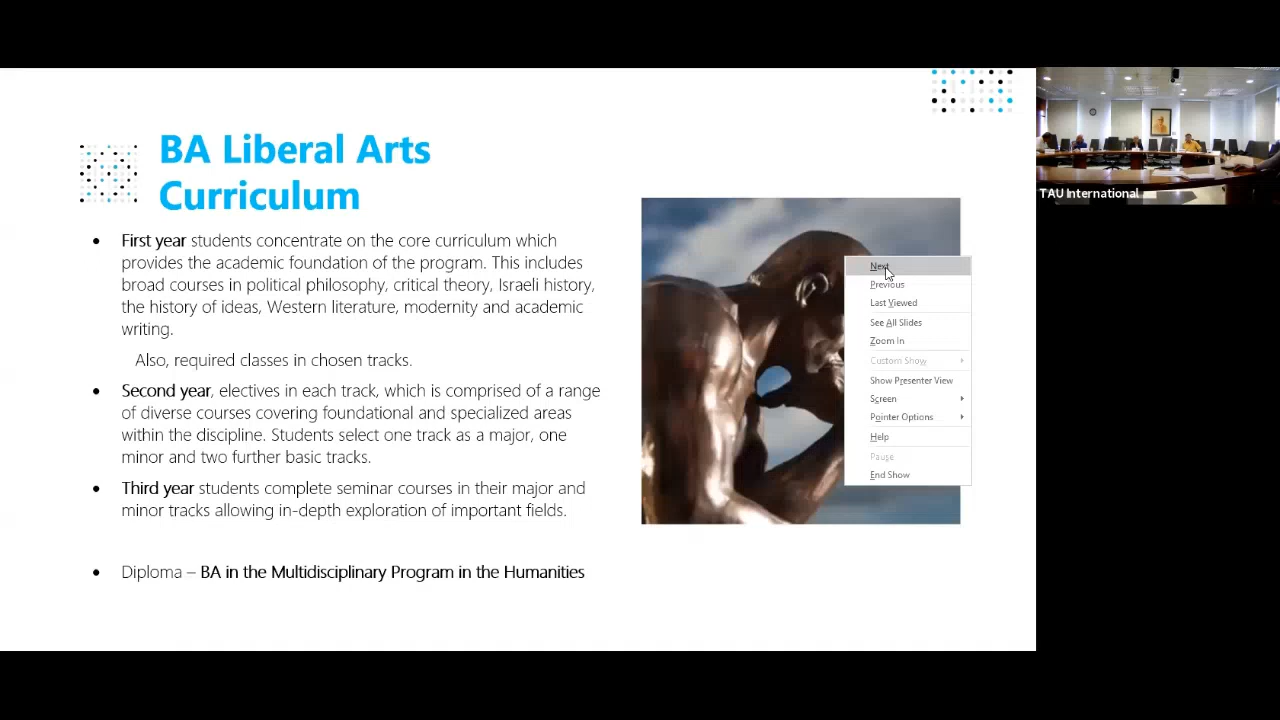 BA Liberal Arts
Curriculum
• First year students concentrate on the core curriculum which
provides the academic foundation of the program. This includes
broad courses in political philosophy, critical theory, Israeli history,
the history of ideas, Western literature, modernity and academic
writing.
Also, required classes in chosen tracks.
• Second year, electives in each track, which is comprised of a range
of diverse courses covering foundational and specialized areas
within the discipline. Students select one track as a major, one
minor and two further basic tracks.
• Third year students complete seminar courses in their major and
minor tracks allowing in-depth exploration of important fields.
• Diploma – BA in the Multidisciplinary Program in the Humanities
Next
Previous
Last Viewed
See All Slides
Zoom In
Custom Show
Show Presenter View
Screen
Pointer Options
Help
Pause
End Show
TAU International